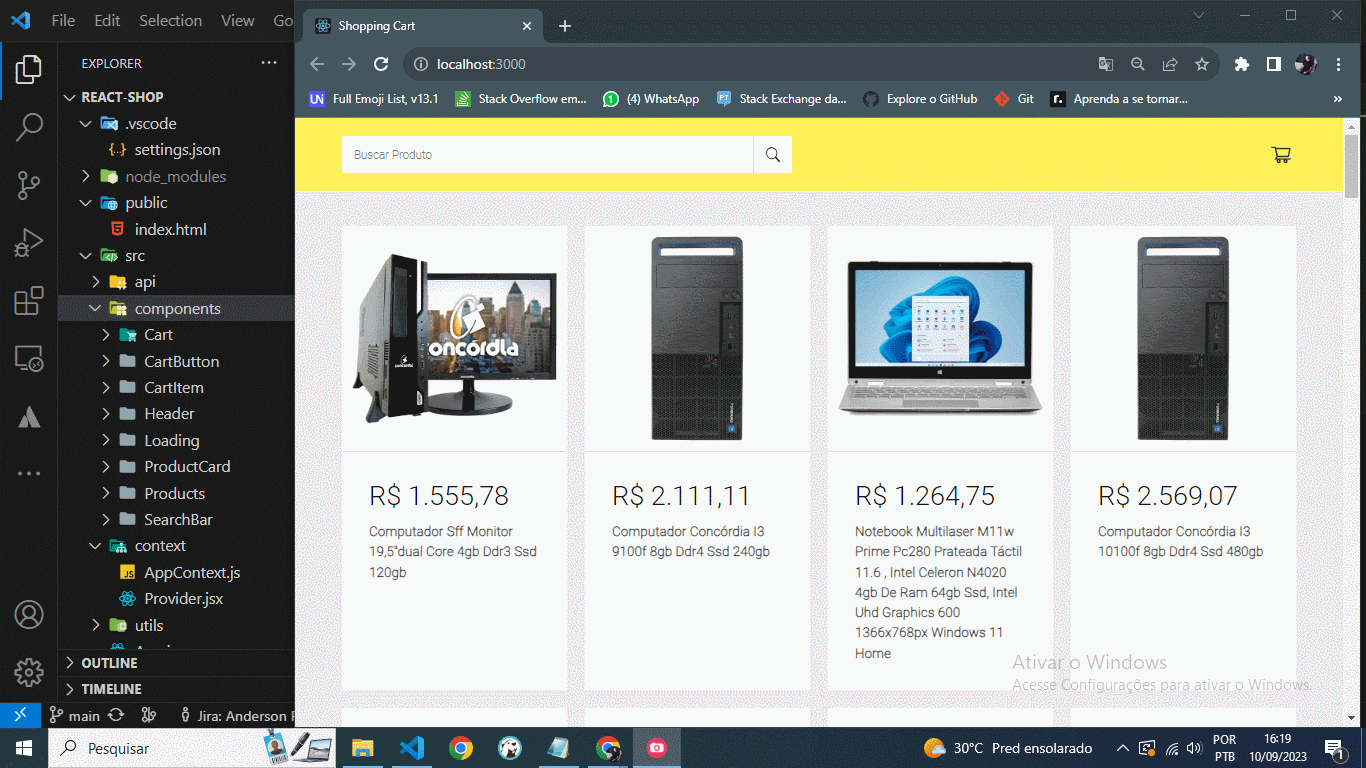 File Edit Selection View Go
EXPLORER
REACT-SHOP
.vscode
settings.json
node_modules
public
index.html
src
api
components
Cart
CartButton
CartItem
Header
Loading
ProductCard
Products
SearchBar
context
AppContext.js
Provider.jsx
utils
OUTLINE
TIMELINE
main
Jira: Anderson
Shopping Cart
localhost:3000
UN Full Emoji List, v13.1
Stack Overflow em...
1 (4) WhatsApp
PT Stack Exchange da...
Explore o GitHub
Git
r. Aprenda a se tornar...
»
Buscar Produto
R$ 1.555,78
Computador Sff Monitor
19,5"dual Core 4gb Ddr3 Ssd
120gb
R$ 2.111,11
Computador Concórdia I3
9100f 8gb Ddr4 Ssd 240gb
R$ 1.264,75
Notebook Multilaser M11w
Prime Pc280 Prateada Táctil
11.6 , Intel Celeron N4020
4gb De Ram 64gb Ssd, Intel
Uhd Graphics 600
1366x768px Windows 11
Home
R$ 2.569,07
Computador Concórdia I3
10100f 8gb Ddr4 Ssd 480gb
Ativar o Windows
Acesse Configurações para ativar o Windows.
Pesquisar
30°C Pred ensolarado
POR
PTB
16:19
10/09/2023
1